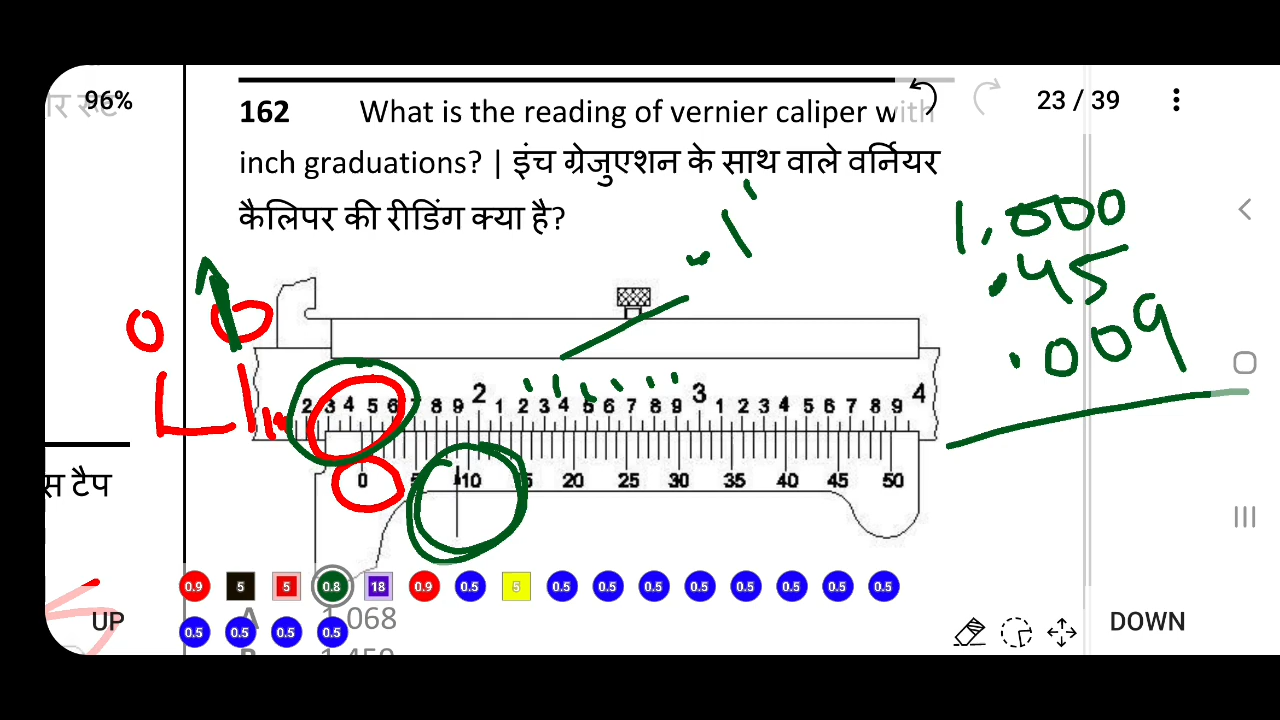 96%
162 What is the reading of vernier caliper with
23 / 39
inch graduations? | इंच ग्रेजुएशन के साथ वाले वर्नियर
कैलिपर की रीडिंग क्या है?
.1"
1.000
.45
.009
0 0
2 3 4
2 3 4 5 6 7 8 9 1 2 3 4 5 6 7 8 9 1 2 3 4 5 6 7 8 9
0 5 10 15 20 25 30 35 40 45 50
स टैप
0.9 5 5 0.8 18 0.9 0.5 5 0.5 0.5 0.5 0.5 0.5 0.5 0.5 0.5
UP
DOWN
0.5 0.5 0.5 0.5
A 1.068
B 1.459